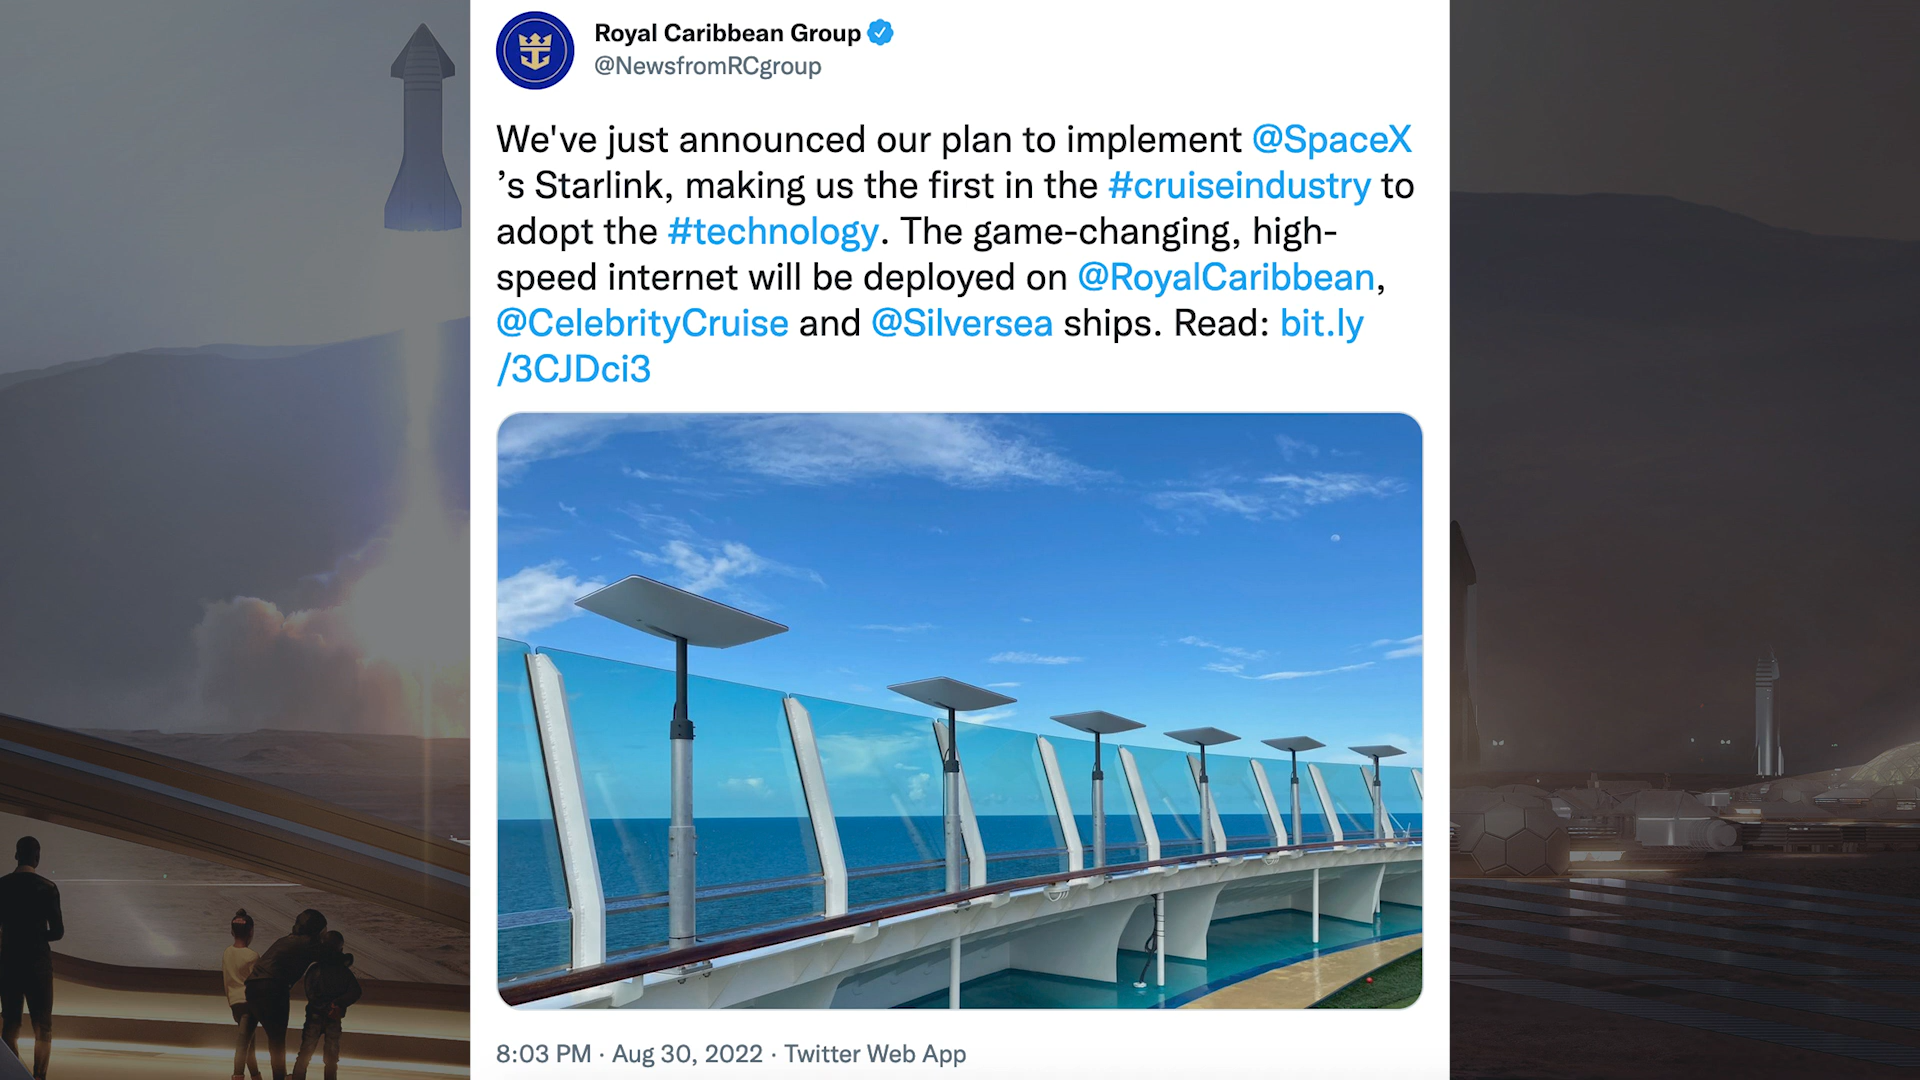 Royal Caribbean Group
@NewsfromRCgroup
We've just announced our plan to implement @SpaceX
’s Starlink, making us the first in the #cruiseindustry to
adopt the #technology. The game-changing, high-
speed internet will be deployed on @RoyalCaribbean,
@CelebrityCruise and @Silversea ships. Read: bit.ly
/3CJDci3
8:03 PM · Aug 30, 2022 · Twitter Web App